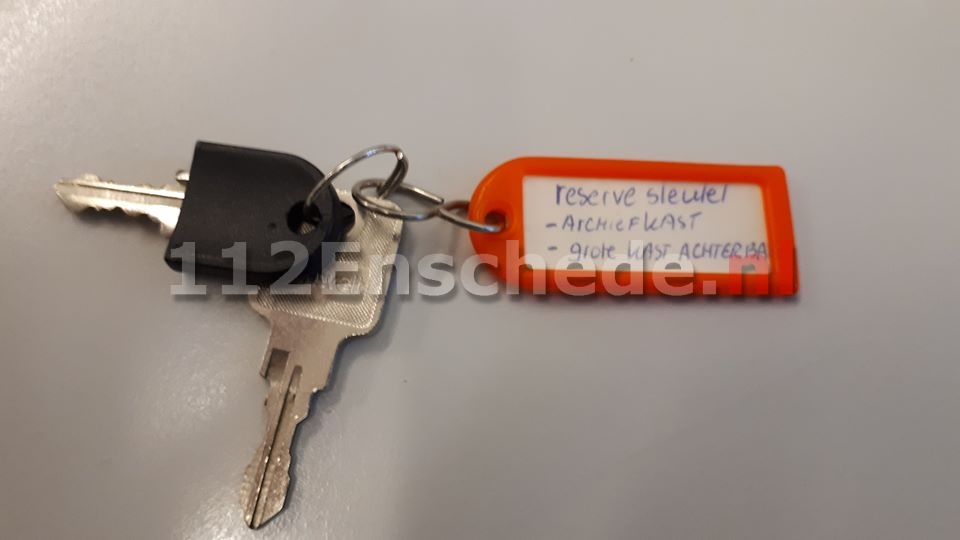 reserve sleutel
- ARCHIEFKAST
- grote KAST ACHTERBA
112Enschede.nl